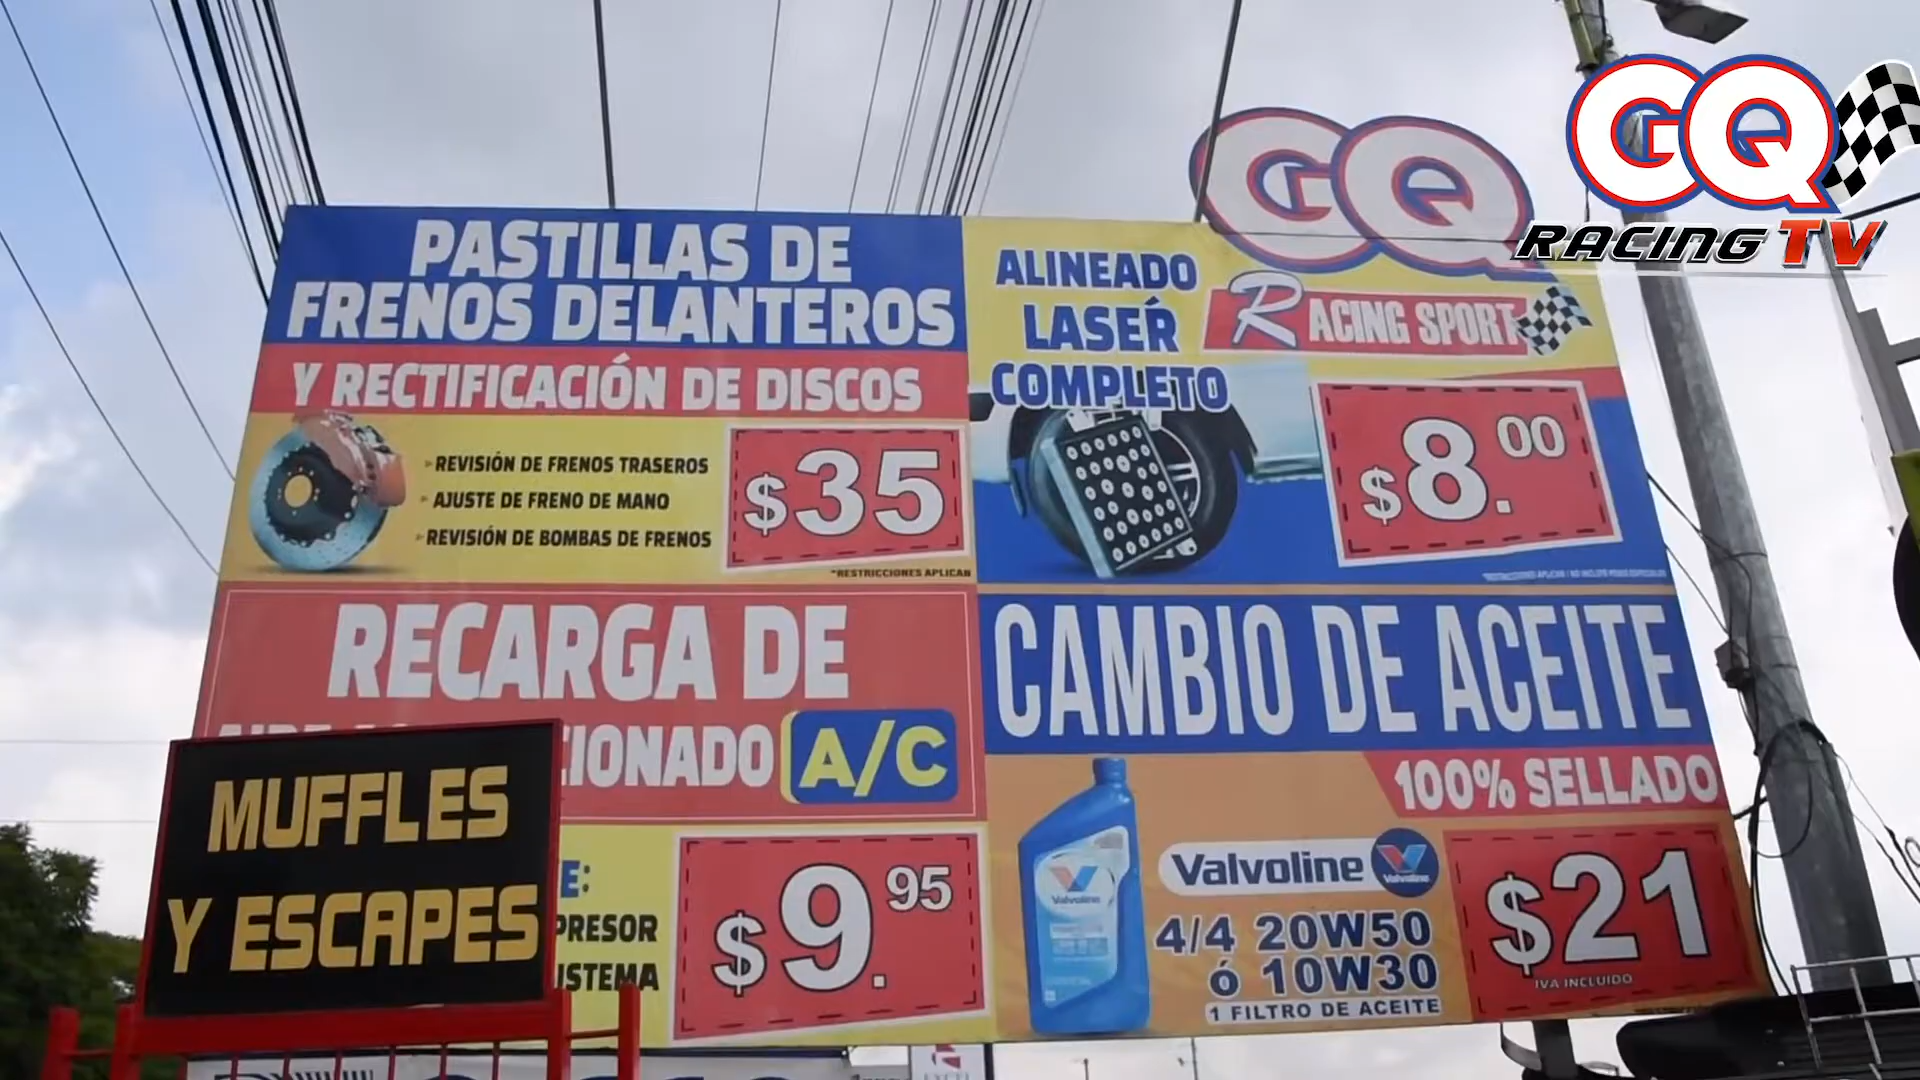 GQ
RACING TV
GQ
RACING SPORT
PASTILLAS DE
FRENOS DELANTEROS
Y RECTIFICACIÓN DE DISCOS
REVISIÓN DE FRENOS TRASEROS
AJUSTE DE FRENO DE MANO
REVISIÓN DE BOMBAS DE FRENOS
$35
*RESTRICCIONES APLICAN
ALINEADO
LASER
COMPLETO
$8.00
RECARGA DE
CIONADO A/C
E:
PRESOR
ISTEMA
$9.95
MUFFLES
Y ESCAPES
CAMBIO DE ACEITE
100% SELLADO
Valvoline
Valvoline
Valvoline
4/4 20W50
ó 10W30
1 FILTRO DE ACEITE
$21
IVA INCLUIDO